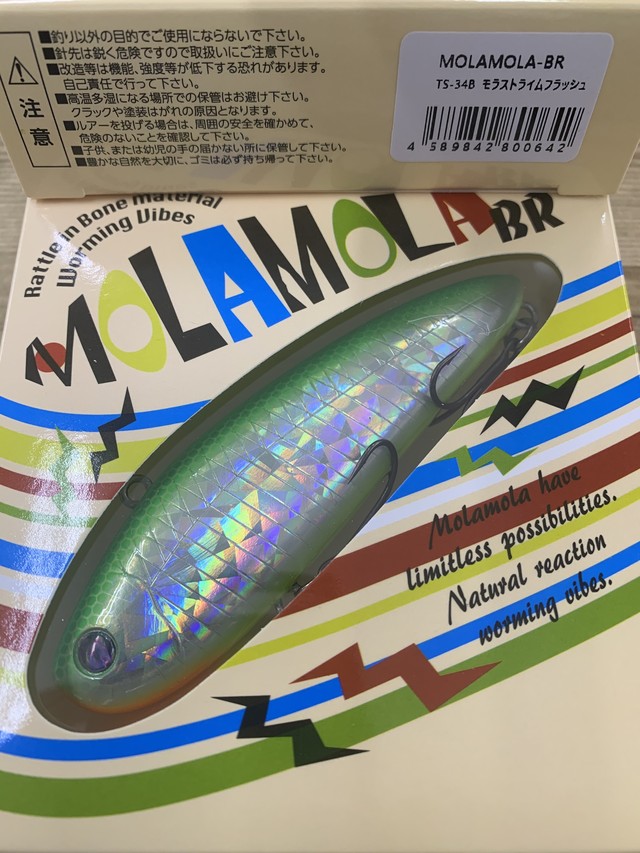 ■釣り以外の目的でご使用にならないで下さい。
■針先は鋭く危険ですので取扱いにご注意下さい。
■改造等は機能、強度等が低下する恐れがあります。
自己責任で行って下さい。
■高温多湿になる場所での保管はお避け下さい。
クラックや塗装はがれの原因となります。
■ルアーを投げる場合は、周囲の安全を確かめて、
危険のないことを確認して下さい。
■子供、または幼児の手の届かない所に保管して下さい。
■豊かな自然を大切に、ゴミは必ず持ち帰って下さい。
注意
MOLAMOLA-BR
TS-34B モラストライムフラッシュ
4 589842 800642
Rattle in Bone material
Worming Vibes
MOLAMOLA BR
Molamola have
limitless possibilities.
Natural reaction
worming vibes.